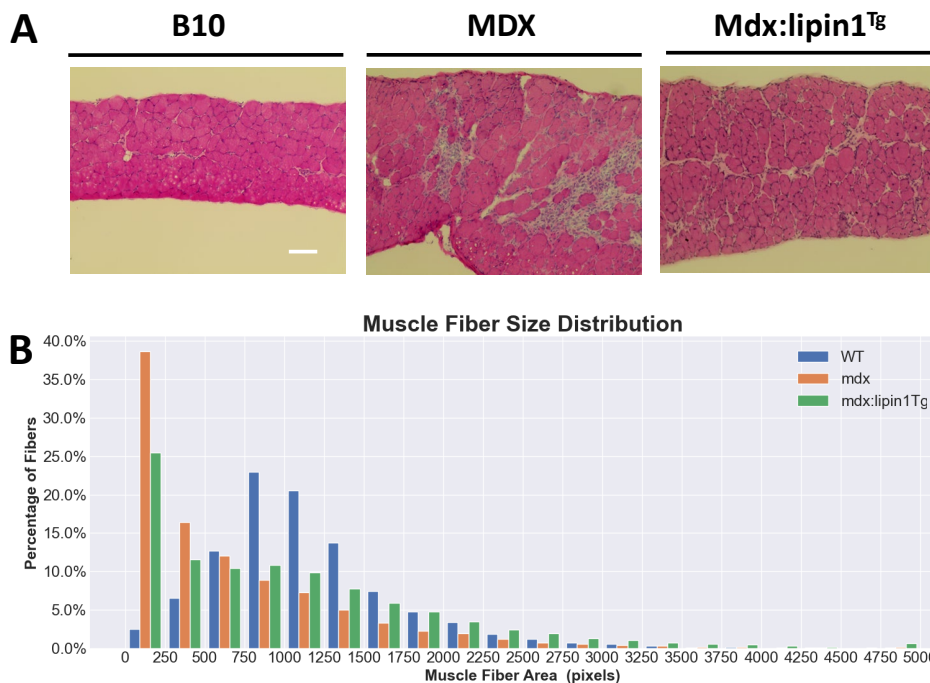 A
B10
MDX
Mdx:lipin1Tg
B
Muscle Fiber Size Distribution
WT
mdx
mdx:lipin1Tg
Percentage of Fibers
40.0%
35.0%
30.0%
25.0%
20.0%
15.0%
10.0%
5.0%
0.0%
0 250 500 750 1000 1250 1500 1750 2000 2250 2500 2750 3000 3250 3500 3750 4000 4250 4500 4750 5000
Muscle Fiber Area (pixels)